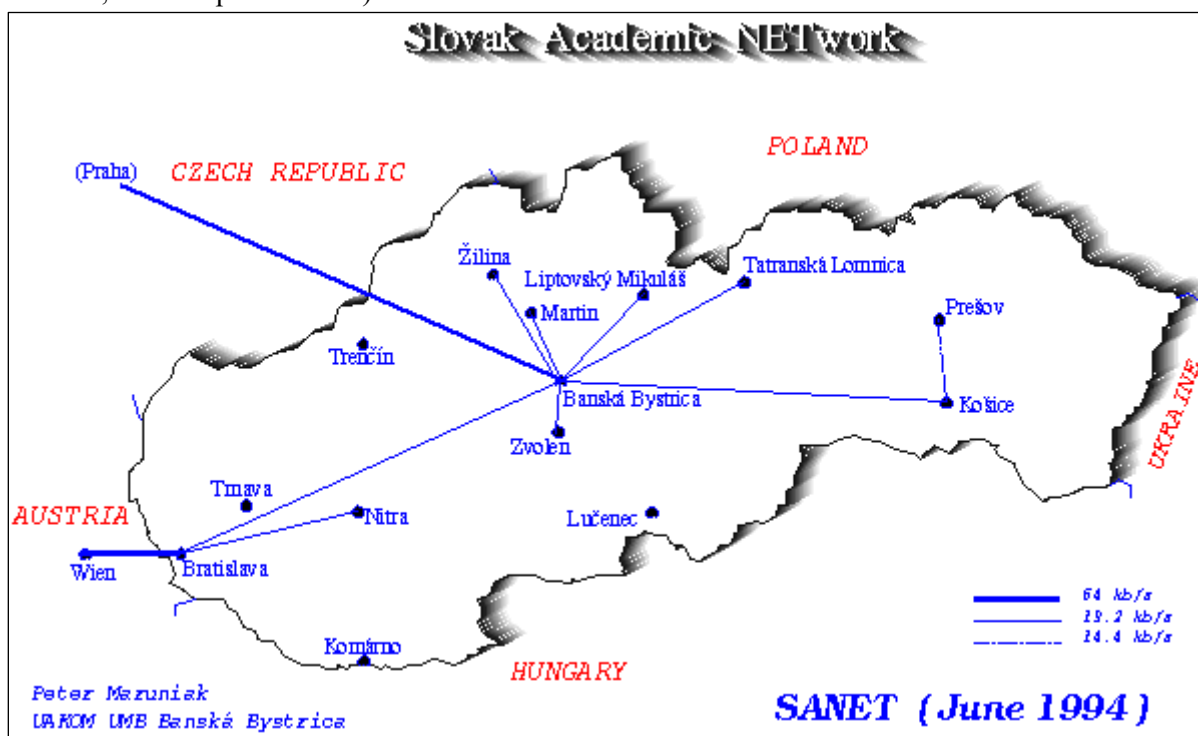 Slovak Academic NETwork
POLAND
(Praha)
CZECH REPUBLIC
Žilina
Liptovský Mikuláš
Tatranská Lomnica
Martin
Prešov
Trenčín
Banská Bystrica
Košice
UKRAINE
Zvolen
Trnava
AUSTRIA
Nitra
Lučenec
Wien
Bratislava
64 kb/s
19.2 kb/s
14.4 kb/s
Komárno
HUNGARY
Peter Maruniak
UAKOM UMB Banská Bystrica
SANET (June 1994)